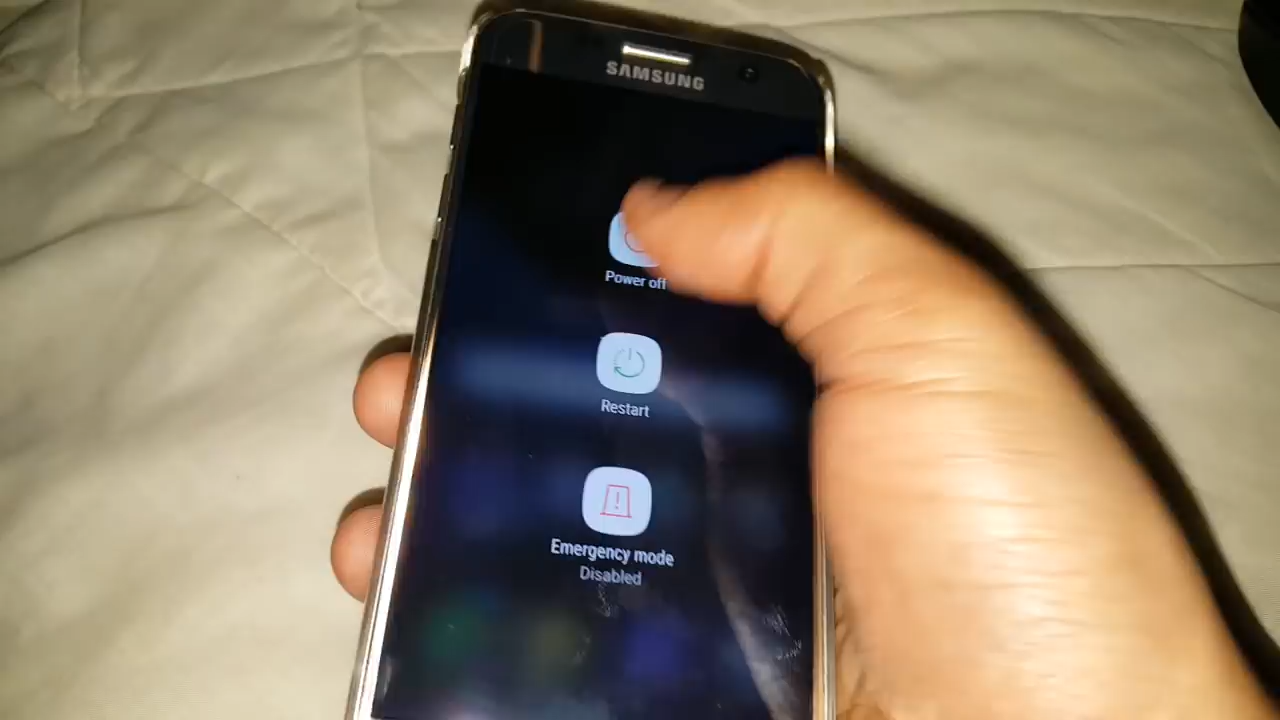 SAMSUNG
Power off
Restart
Emergency mode
Disabled